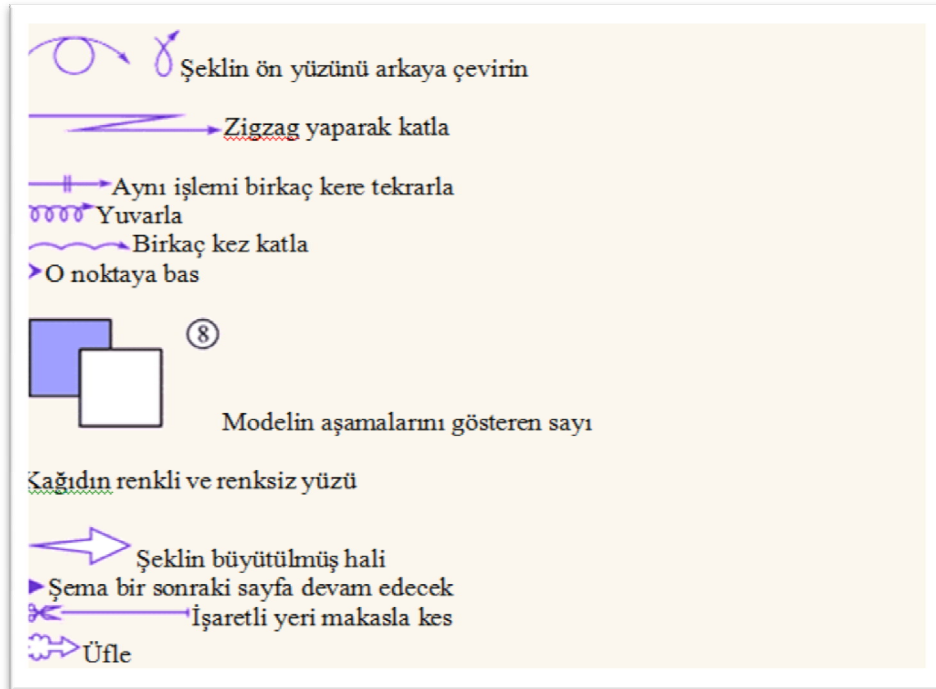 Şeklin ön yüzünü arkaya çevirin
Zigzag yaparak katla
Aynı işlemi birkaç kere tekrarla
Yuvarla
Birkaç kez katla
O noktaya bas
8
Modelin aşamalarını gösteren sayı
Kağıdın renkli ve renksiz yüzü
Şeklin büyütülmüş hali
Şema bir sonraki sayfa devam edecek
İşaretli yeri makasla kes
Üfle